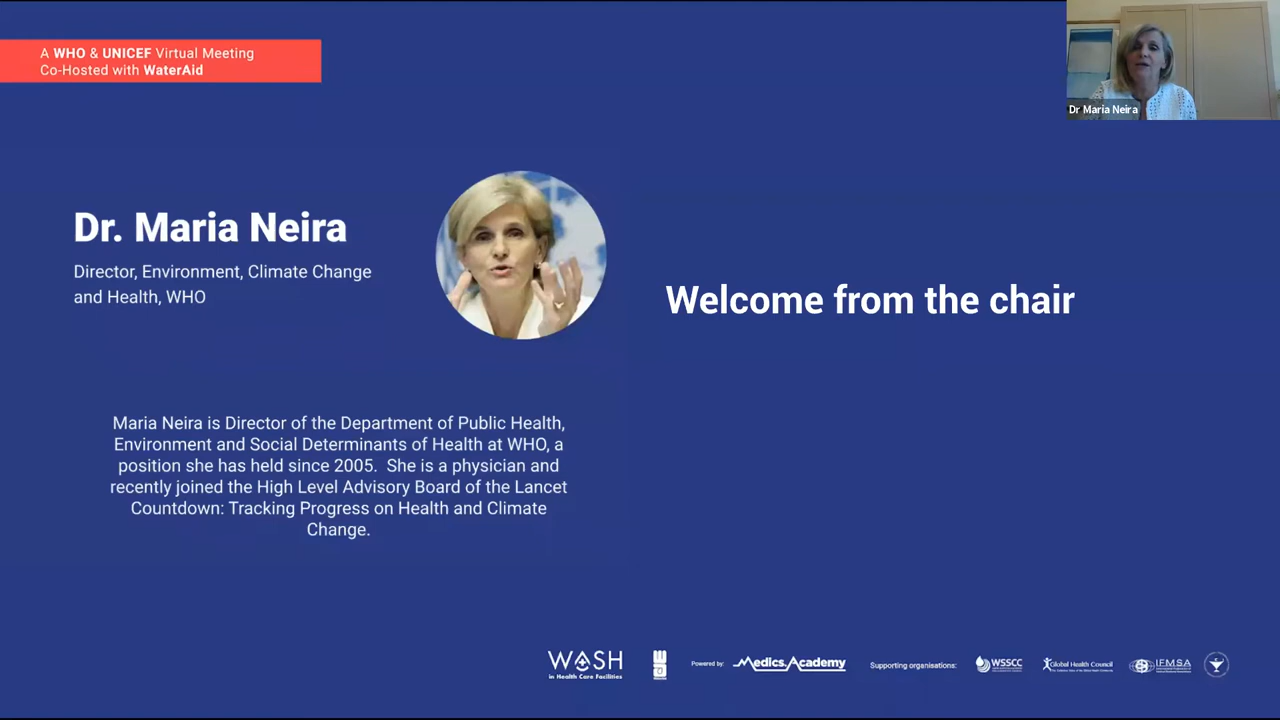 A WHO & UNICEF Virtual Meeting
Co-Hosted with WaterAid
Dr Maria Neira
Dr. Maria Neira
Director, Environment, Climate Change
and Health, WHO
Welcome from the chair
Maria Neira is Director of the Department of Public Health,
Environment and Social Determinants of Health at WHO, a
position she has held since 2005. She is a physician and
recently joined the High Level Advisory Board of the Lancet
Countdown: Tracking Progress on Health and Climate
Change.
WASH
in Health Care Facilities
Powered by:
Medics.Academy
Supporting organisations:
WSSCC
Global Health Council
IFMSA